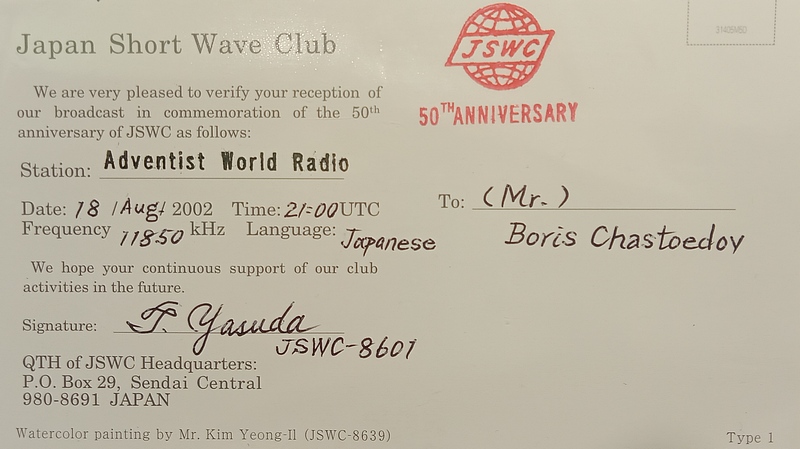 Japan Short Wave Club
We are very pleased to verify your reception of
our broadcast in commemoration of the 50th
anniversary of JSWC as follows:
Station: Adventist World Radio
Date: 18 /Aug/ 2002 Time: 21:00 UTC
Frequency 11850 kHz Language: Japanese
We hope your continuous support of our club
activities in the future.
Signature: T. Yasuda
JSWC-8601
QTH of JSWC Headquarters:
P.O. Box 29, Sendai Central
980-8691 JAPAN
Watercolor painting by Mr. Kim Yeong-Il (JSWC-8639)
JSWC
50TH ANNIVERSARY
To: (Mr.)
Boris Chastoedov
Type 1